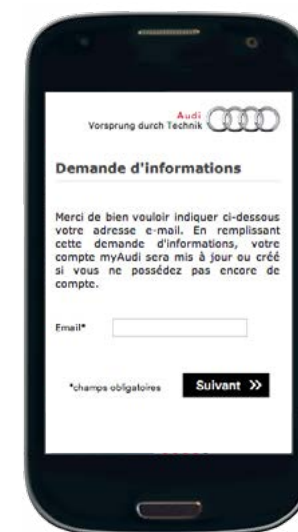 Audi
Vorsprung durch Technik
Demande d'informations
Merci de bien vouloir indiquer ci-dessous
votre adresse e-mail. En remplissant
cette demande d'informations, votre
compte myAudi sera mis à jour ou créé
si vous ne possédez pas encore de
compte.
Email*
*champs obligatoires
Suivant »